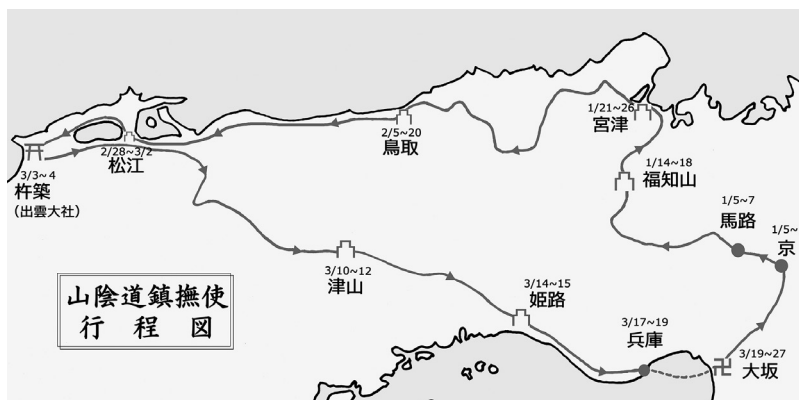 1/21~26
宮津
2/5~20
鳥取
2/28~3/2
松江
3/3~4
杵築
(出雲大社)
1/14~18
福知山
1/5~7
馬路
1/5~
京
3/10~12
津山
3/14~15
姫路
3/17~19
兵庫
3/19~27
大坂
山陰道鎮撫使
行程図